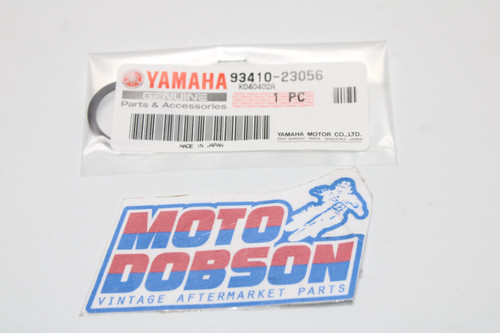 YAMAHA 93410-23056
K040402A
GENUINE
Parts & Accessories
1 PC
YAMAHA MOTOR CO., LTD.
MADE IN JAPAN
MOTO
DOBSON
VINTAGE AFTERMARKET PARTS